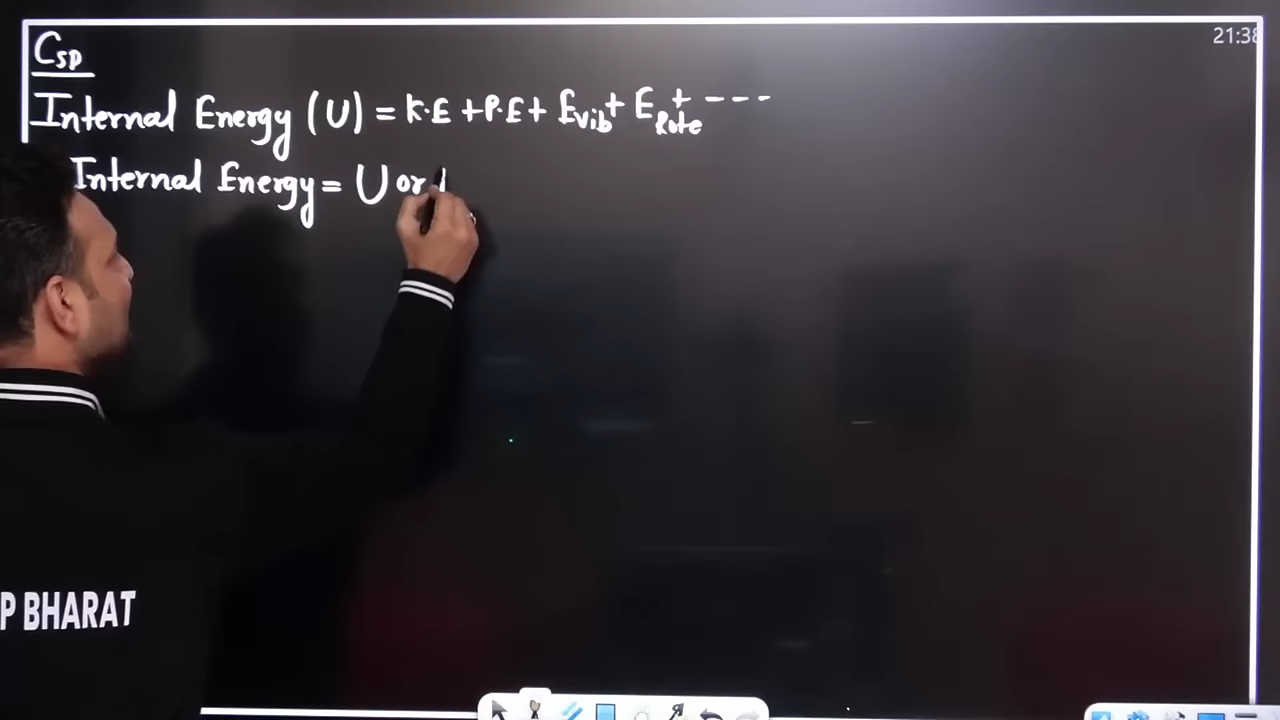 Csp
21:38
Internal Energy (U) = K.E + P.E + Evib + ERote + ---
Internal Energy = U or
P BHARAT